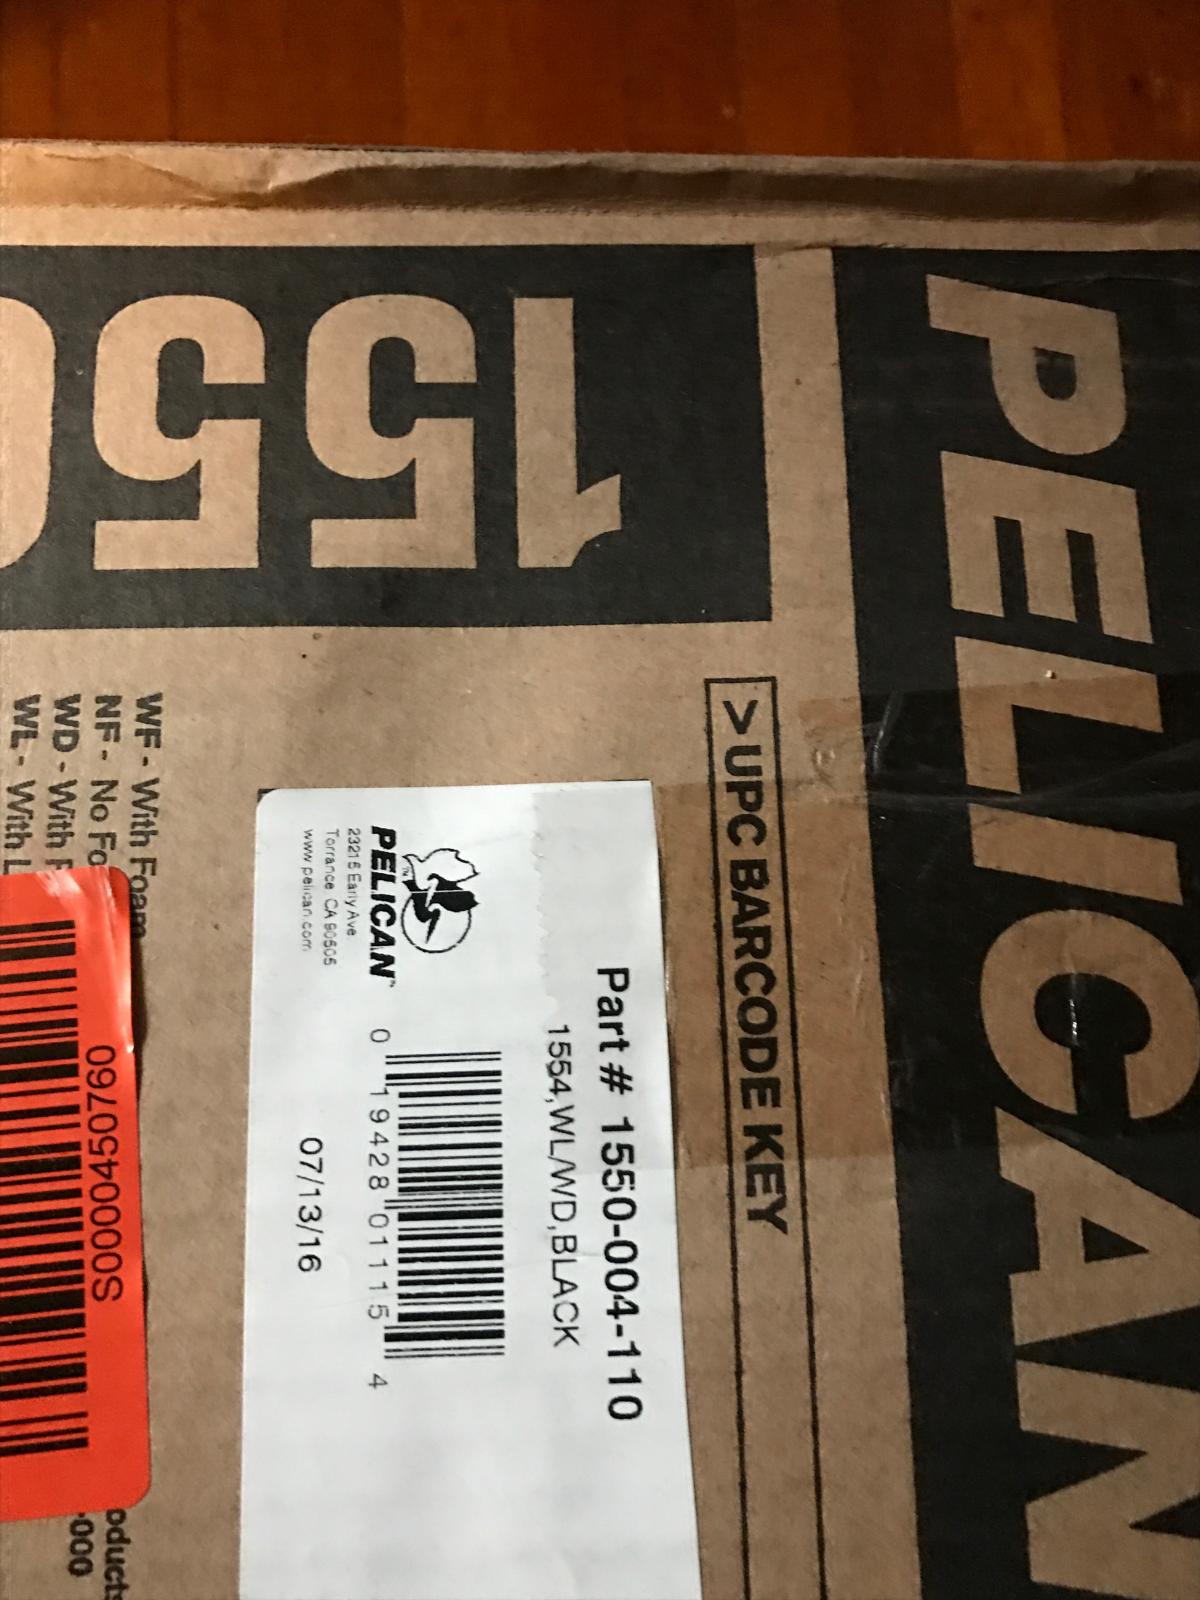 PELICAN
155
>UPC BARCODE KEY
Part # 1550-004-110
1554,WL/WD,BLACK
PELICAN™
23215 Early Ave
Torrance CA 90505
www.pelican.com
0 19428 01115 4
07/13/16
WF - With Foam
NF - No Fo
WD - With
WL - With L
S0000450760
oducts
-000